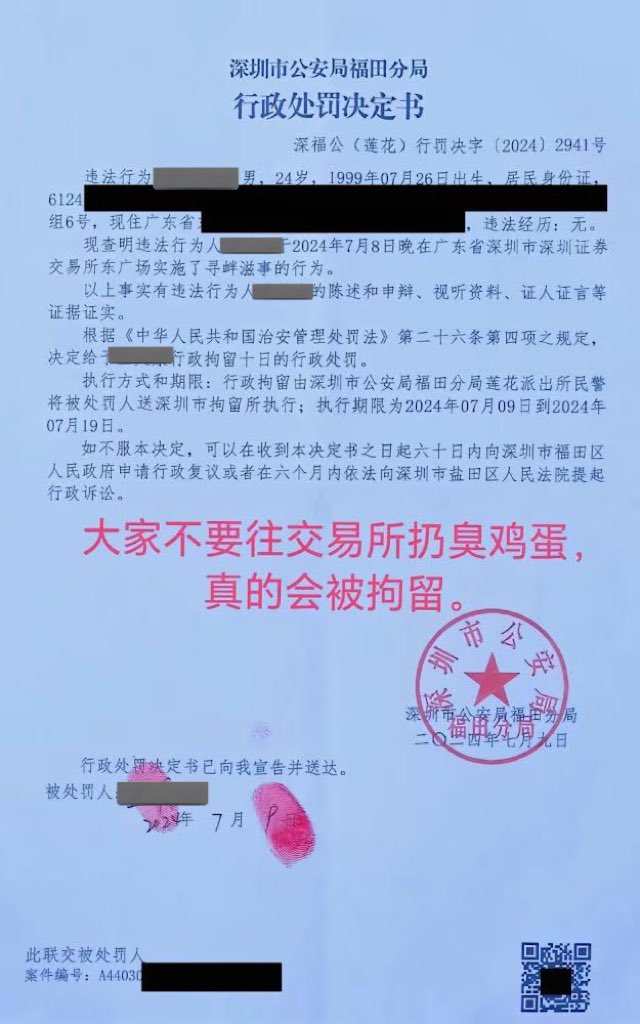 深圳市公安局福田分局
行政处罚决定书
深福公（莲花）行罚决字〔2024〕2941号
违法行为 男，24岁，1999年07月26日出生，居民身份证，
6124
组6号，现住广东省 ，违法经历：无。
现查明违法行为人 于2024年7月8日晚在广东省深圳市深圳证券
交易所东广场实施了寻衅滋事的行为。
以上事实有违法行为人 的陈述和申辩、视听资料、证人证言等
证据证实。
根据《中华人民共和国治安管理处罚法》第二十六条第四项之规定，
决定给予 行政拘留十日的行政处罚。
执行方式和期限：行政拘留由深圳市公安局福田分局莲花派出所民警
将被处罚人送深圳市拘留所执行；执行期限为2024年07月09日到2024年
07月19日。
如不服本决定，可以在收到本决定书之日起六十日内向深圳市福田区
人民政府申请行政复议或者在六个月内依法向深圳市盐田区人民法院提起
行政诉讼。
大家不要往交易所扔臭鸡蛋，
真的会被拘留。
深圳市公安局
福田分局
深圳市公安局福田分局
二〇二四年七月九日
行政处罚决定书已向我宣告并送达。
被处罚人：
2024年 7月 9日
此联交被处罚人
案件编号：A4403